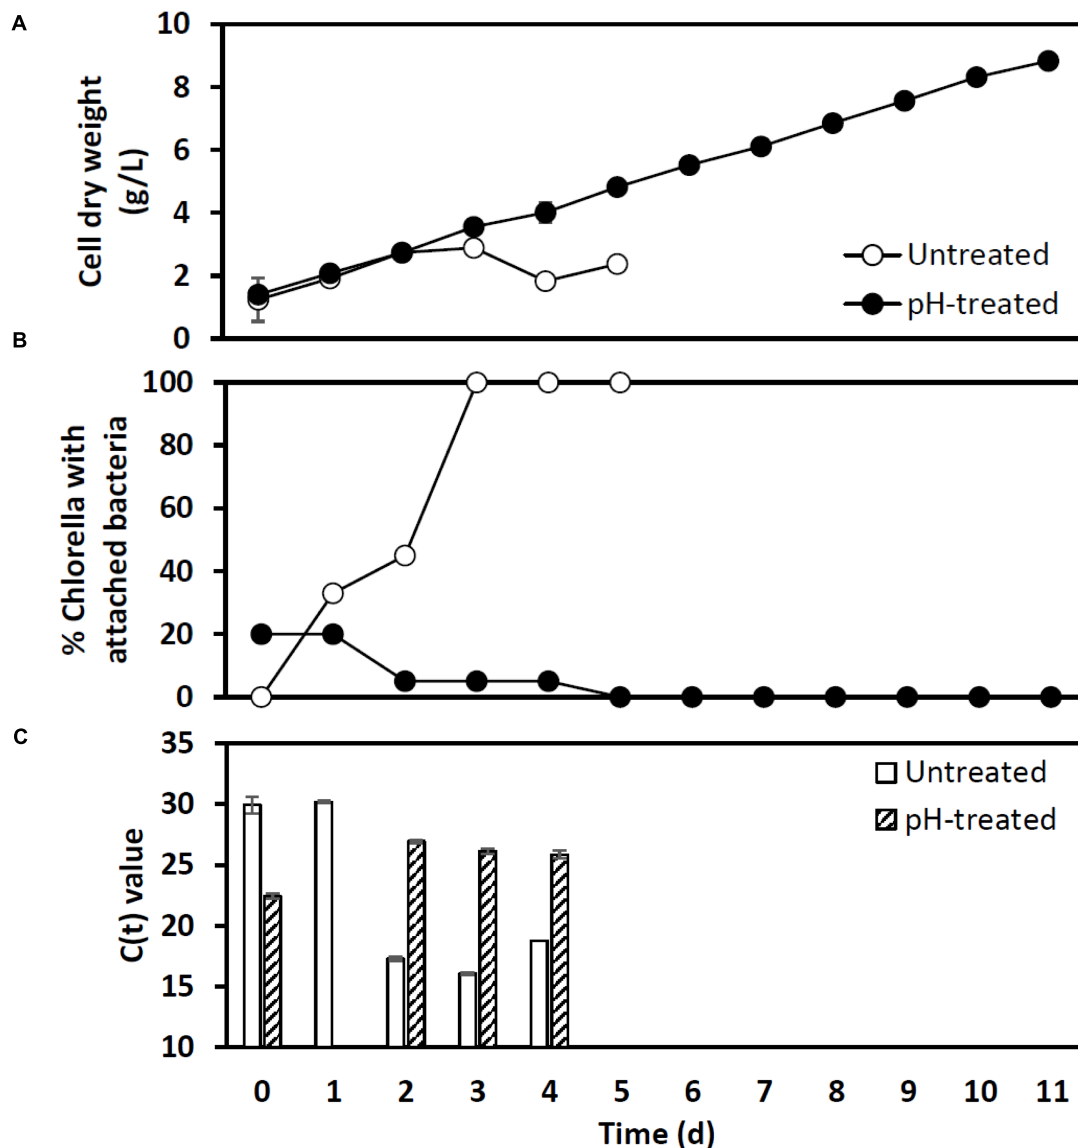 A
Cell dry weight
(g/L)
10
8
6
4
2
0
Untreated
pH-treated
B
% Chlorella with
attached bacteria
100
80
60
40
20
0
C
C(t) value
35
30
25
20
15
10
Untreated
pH-treated
0 1 2 3 4 5 6 7 8 9 10 11
Time (d)